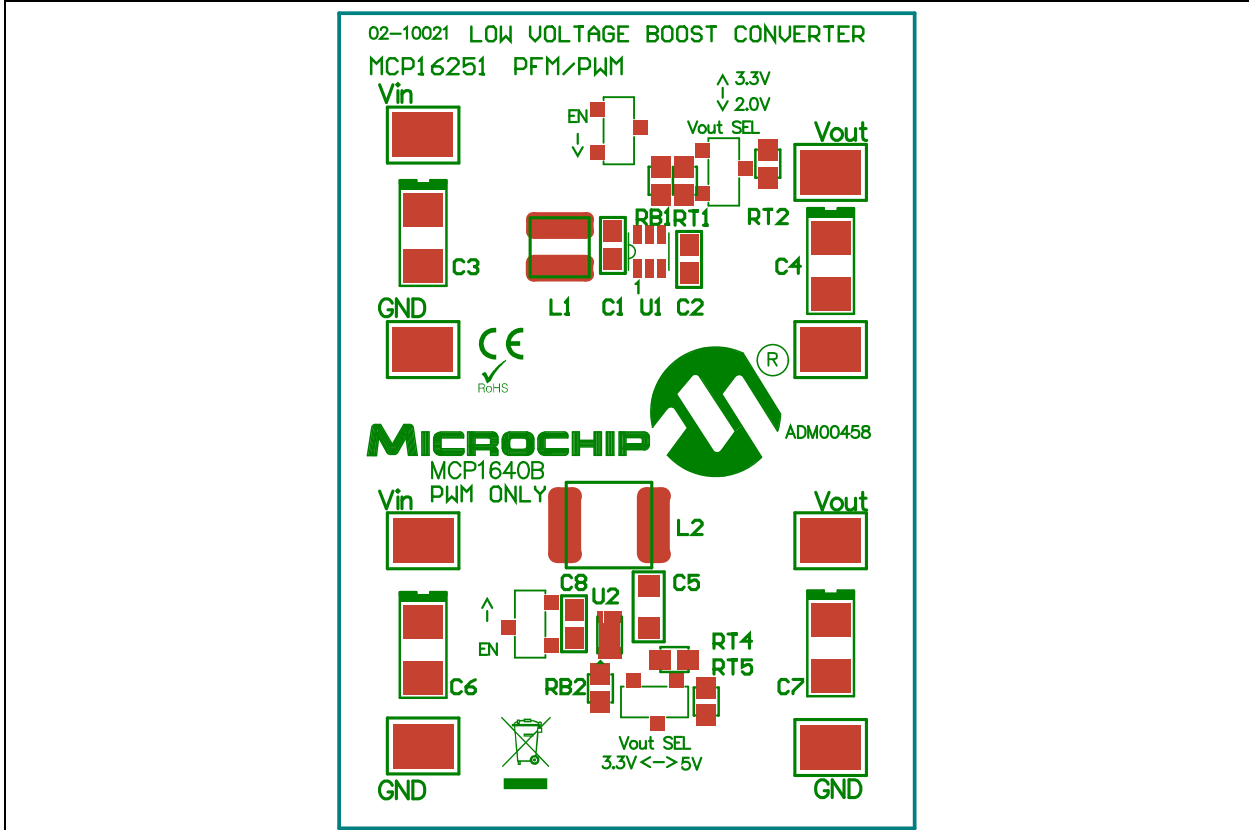 02-10021 LOW VOLTAGE BOOST CONVERTER
MCP16251 PFM/PWM
Vin
EN
3.3V
2.0V
Vout SEL
Vout
RB1
RT1
RT2
C3
C4
GND
L1
C1
1
U1
C2
CE
RoHS
R
MICROCHIP
ADM00458
MCP1640B
PWM ONLY
Vin
Vout
L2
C8
C5
U2
EN
RT4
RT5
C6
RB2
C7
Vout SEL
3.3V<->5V
GND
GND